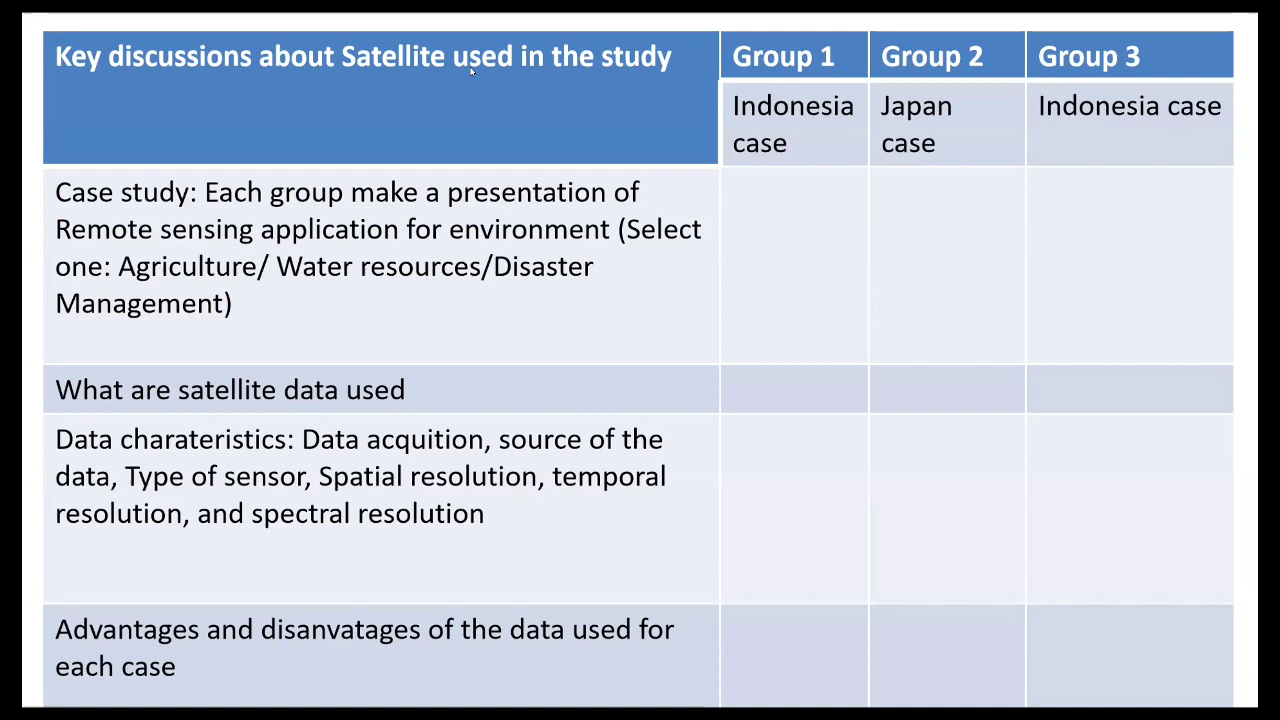 Key discussions about Satellite used in the study
Group 1
Group 2
Group 3
Indonesia
case
Japan
case
Indonesia case
Case study: Each group make a presentation of
Remote sensing application for environment (Select
one: Agriculture/ Water resources/Disaster
Management)
What are satellite data used
Data charateristics: Data acquition, source of the
data, Type of sensor, Spatial resolution, temporal
resolution, and spectral resolution
Advantages and disanvatages of the data used for
each case